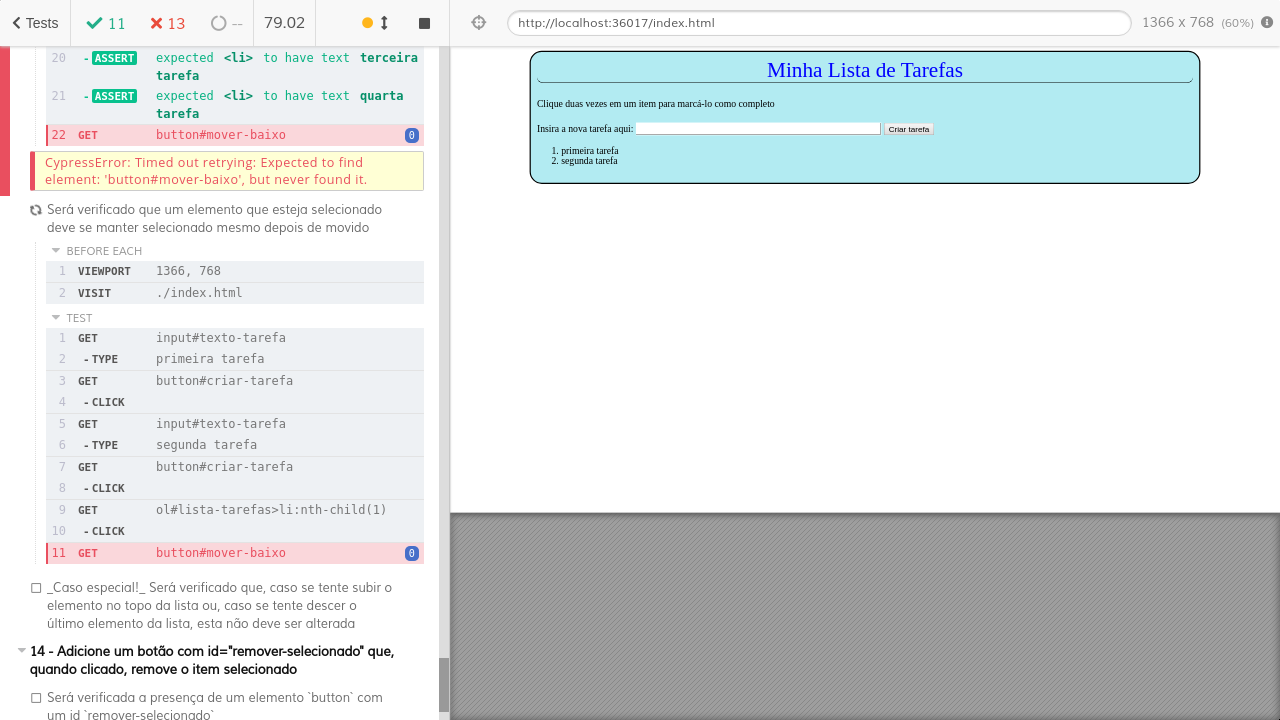 Tests 11 13 -- 79.02 http://localhost:36017/index.html 1366 x 768 (60%)
20 -ASSERT expected <li> to have text terceira
tarefa
21 -ASSERT expected <li> to have text quarta
tarefa
22 GET button#mover-baixo 0
CypressError: Timed out retrying: Expected to find
element: 'button#mover-baixo', but never found it.
Será verificado que um elemento que esteja selecionado
deve se manter selecionado mesmo depois de movido
BEFORE EACH
1 VIEWPORT 1366, 768
2 VISIT ./index.html
TEST
1 GET input#texto-tarefa
2 -TYPE primeira tarefa
3 GET button#criar-tarefa
4 -CLICK
5 GET input#texto-tarefa
6 -TYPE segunda tarefa
7 GET button#criar-tarefa
8 -CLICK
9 GET ol#lista-tarefas>li:nth-child(1)
10 -CLICK
11 GET button#mover-baixo 0
_Caso especial!_ Será verificado que, caso se tente subir o
elemento no topo da lista ou, caso se tente descer o
último elemento da lista, esta não deve ser alterada
14 - Adicione um botão com id="remover-selecionado" que,
quando clicado, remove o item selecionado
Será verificada a presença de um elemento `button` com
um id `remover-selecionado`
Minha Lista de Tarefas
Clique duas vezes em um item para marcá-lo como completo
Insira a nova tarefa aqui: Criar tarefa
1. primeira tarefa
2. segunda tarefa